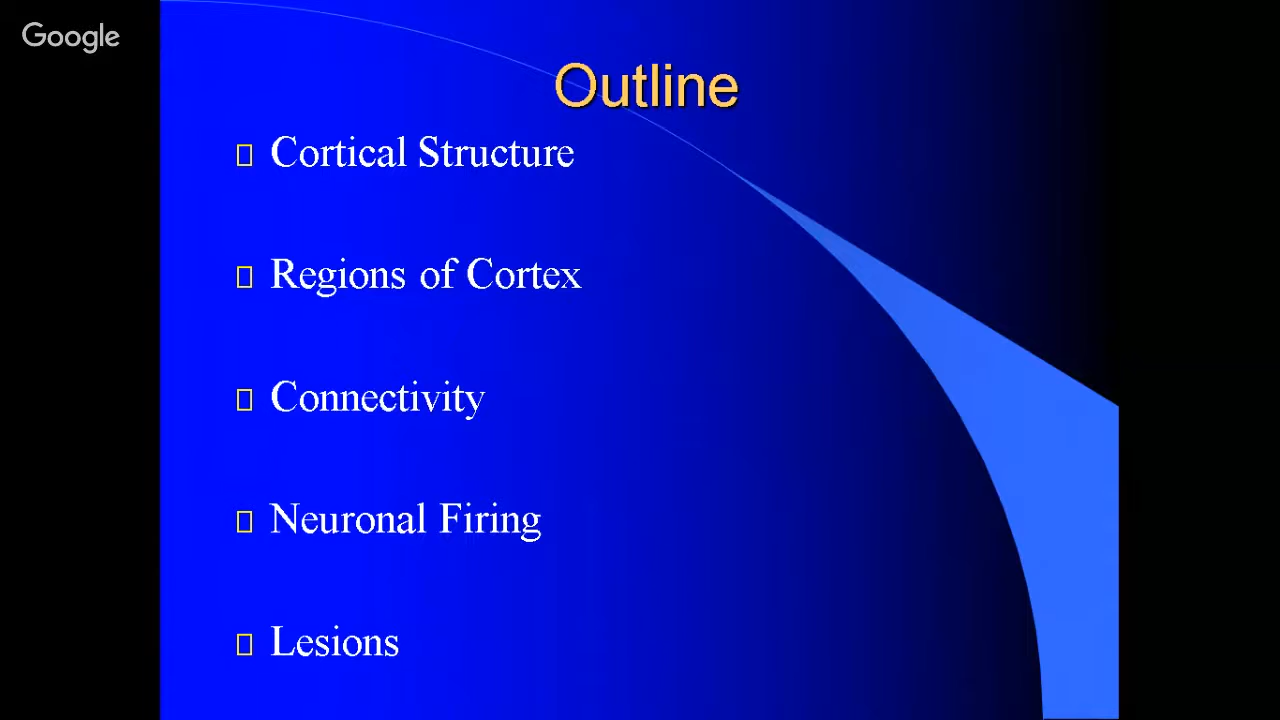 Google
Outline
Cortical Structure
Regions of Cortex
Connectivity
Neuronal Firing
Lesions